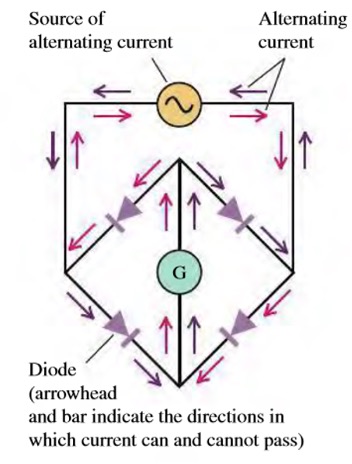 Source of
alternating current
Alternating
current
G
Diode
(arrowhead
and bar indicate the directions in
which current can and cannot pass)